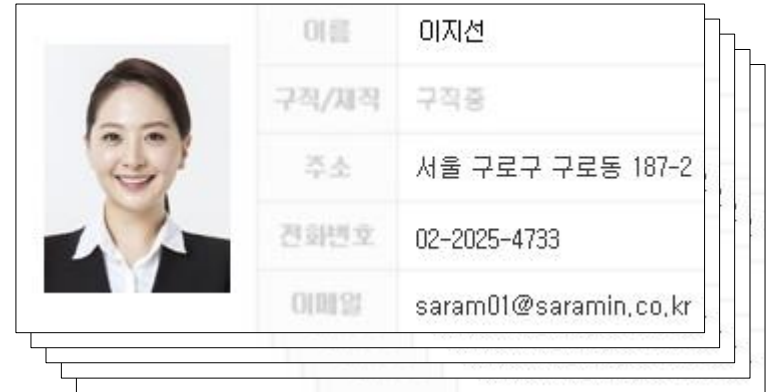 이름 이지선
구직/재직 구직중
주소 서울 구로구 구로동 187-2
전화번호 02-2025-4733
이메일 saram01@saramin.co.kr